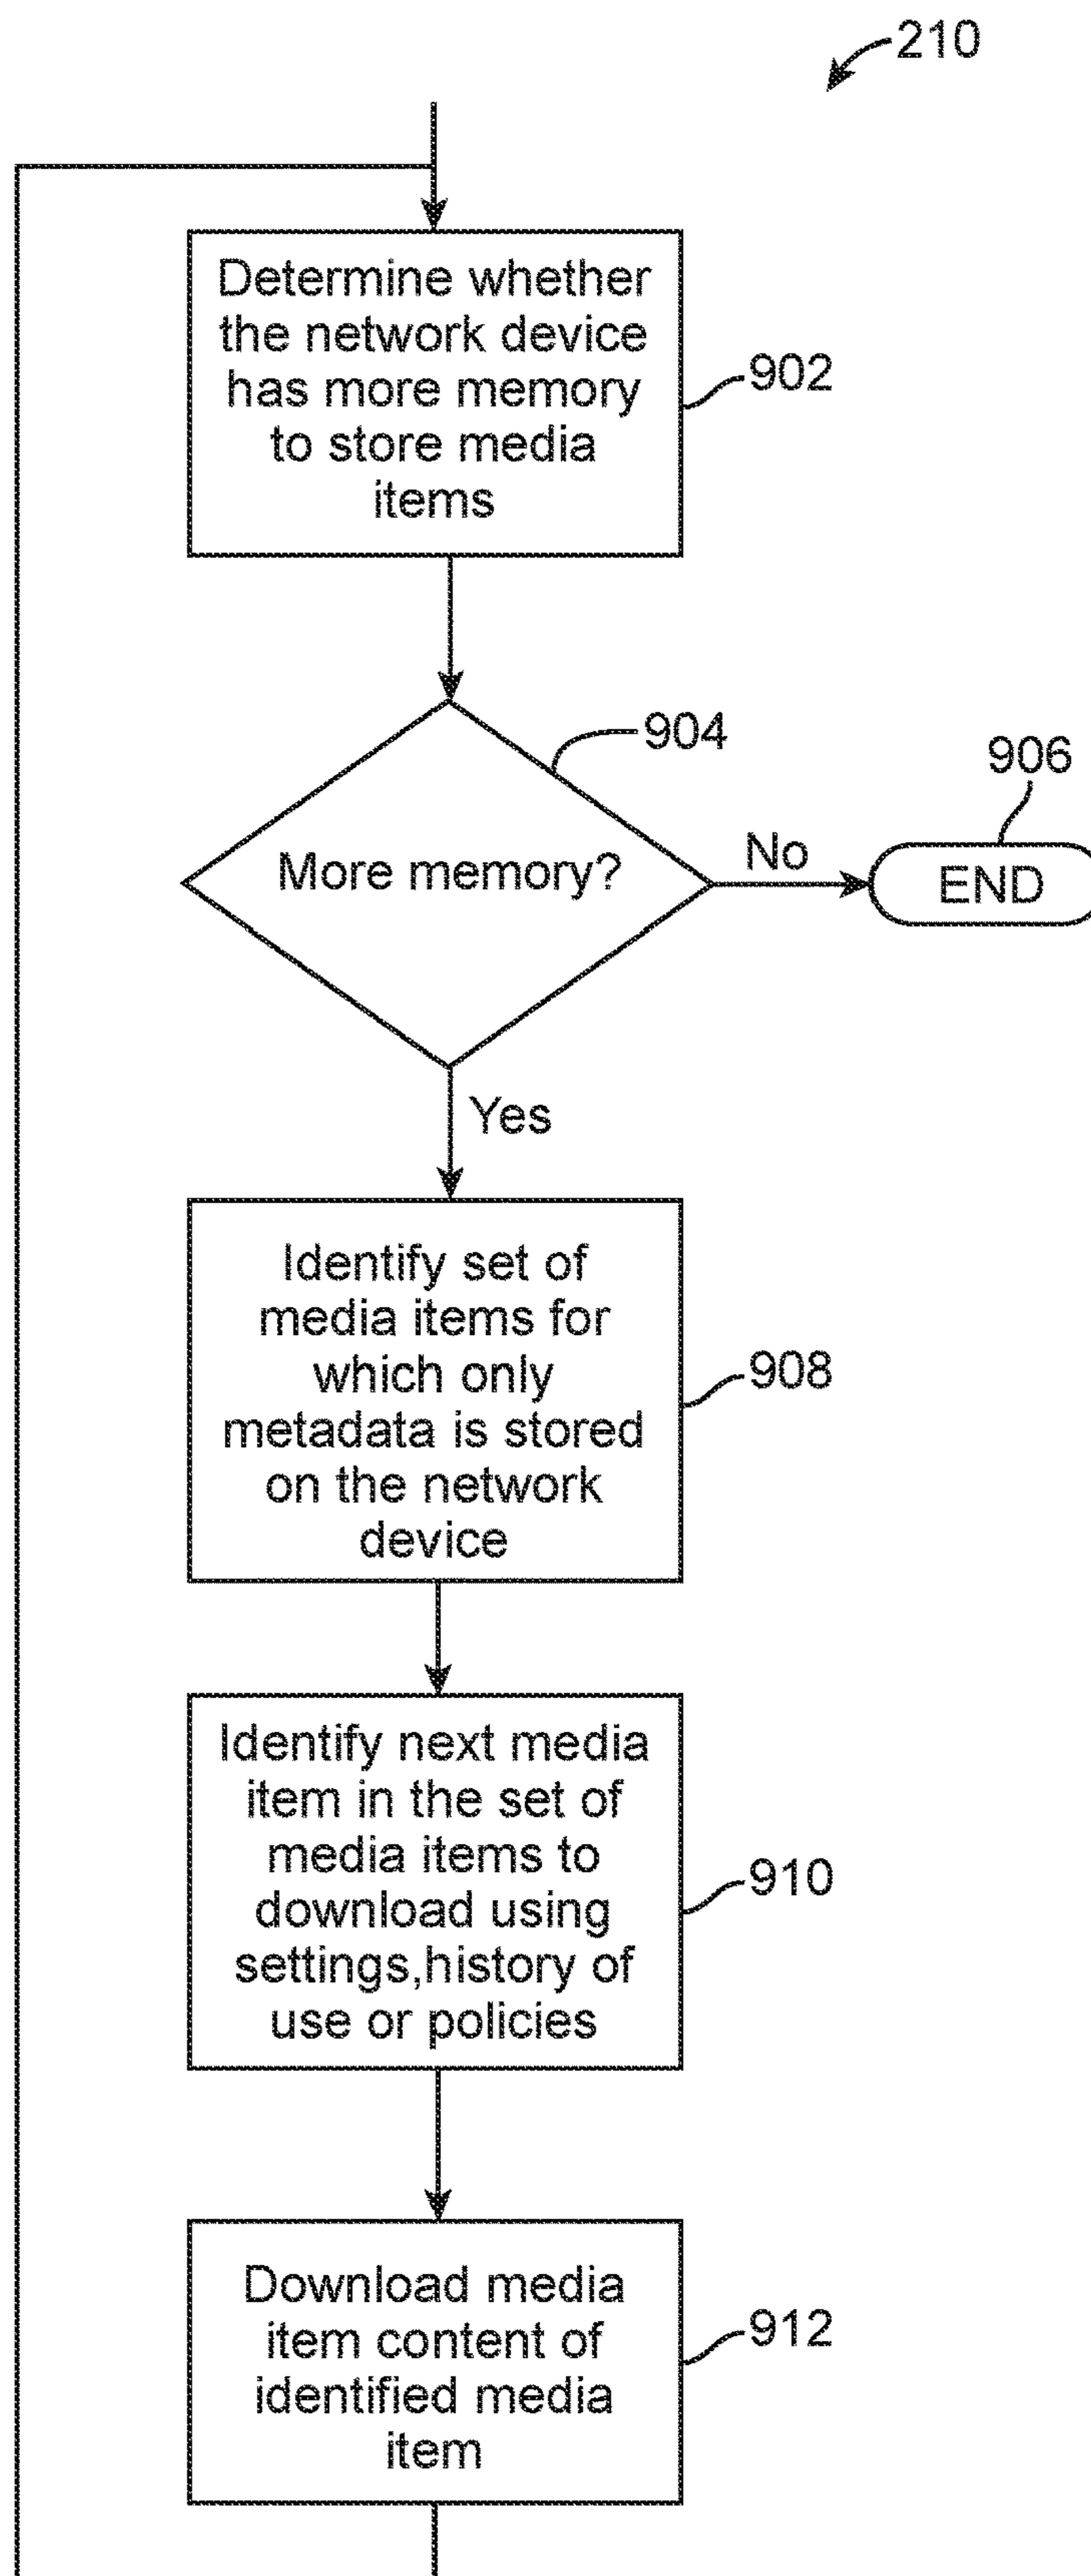 210
Determine whether
the network device
has more memory
to store media
items
902
904
More memory?
No
906
END
Yes
Identify set of
media items for
which only
metadata is stored
on the network
device
908
Identify next media
item in the set of
media items to
download using
settings,history of
use or policies
910
Download media
item content of
identified media
item
912